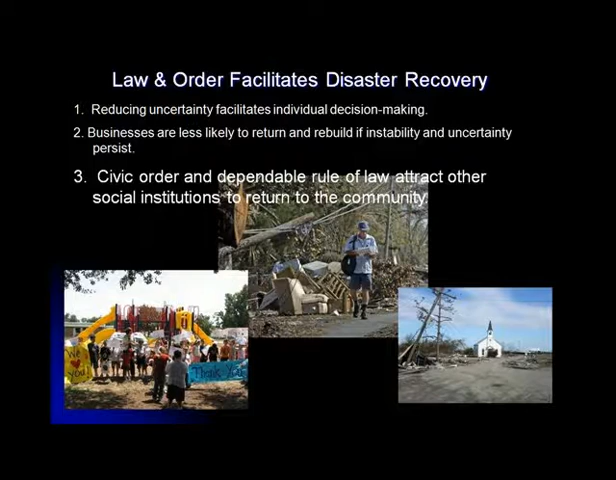 Law & Order Facilitates Disaster Recovery
1. Reducing uncertainty facilitates individual decision-making.
2. Businesses are less likely to return and rebuild if instability and uncertainty
persist.
3. Civic order and dependable rule of law attract other
social institutions to return to the community.
We
you!
Thank You